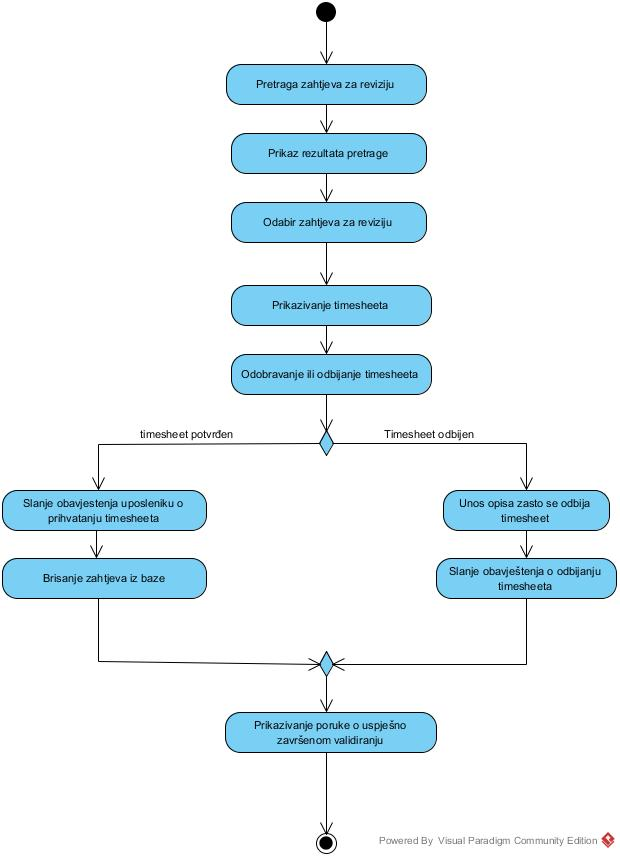 Pretraga zahtjeva za reviziju
Prikaz rezultata pretrage
Odabir zahtjeva za reviziju
Prikazivanje timesheeta
Odobravanje ili odbijanje timesheeta
timesheet potvrđen
Timesheet odbijen
Slanje obavjestenja uposleniku o
prihvatanju timesheeta
Unos opisa zasto se odbija
timesheet
Brisanje zahtjeva iz baze
Slanje obavještenja o odbijanju
timesheeta
Prikazivanje poruke o uspješno
završenom validiranju
Powered By Visual Paradigm Community Edition